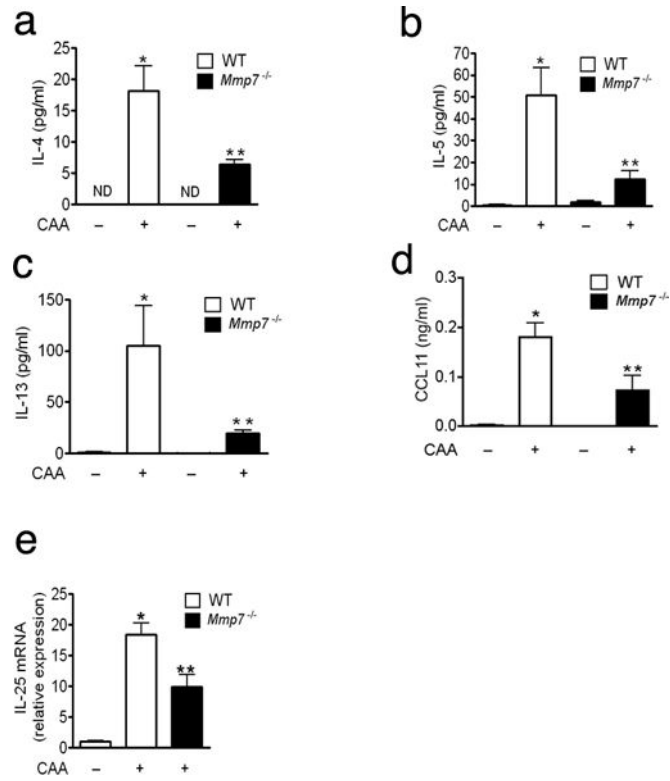 a
WT
Mmp7 -/-
IL-4 (pg/ml)
25
20
15
10
5
0
ND
*
ND
**
CAA
– + – +
b
WT
Mmp7 -/-
IL-5 (pg/ml)
70
60
50
40
30
20
10
0
*
**
CAA
– + – +
c
WT
Mmp7 -/-
IL-13 (pg/ml)
150
100
50
0
*
**
CAA
– + – +
d
WT
Mmp7 -/-
CCL11 (ng/ml)
0.3
0.2
0.1
0.0
*
**
CAA
– + – +
e
WT
Mmp7 -/-
IL-25 mRNA
(relative expression)
25
20
15
10
5
0
*
**
CAA
– + +